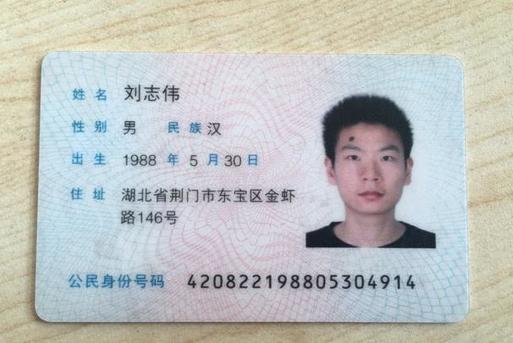 姓名 刘志伟
性别 男 民族 汉
出生 1988 年 5 月 30 日
住址 湖北省荆门市东宝区金虾
路146号
公民身份号码 420822198805304914